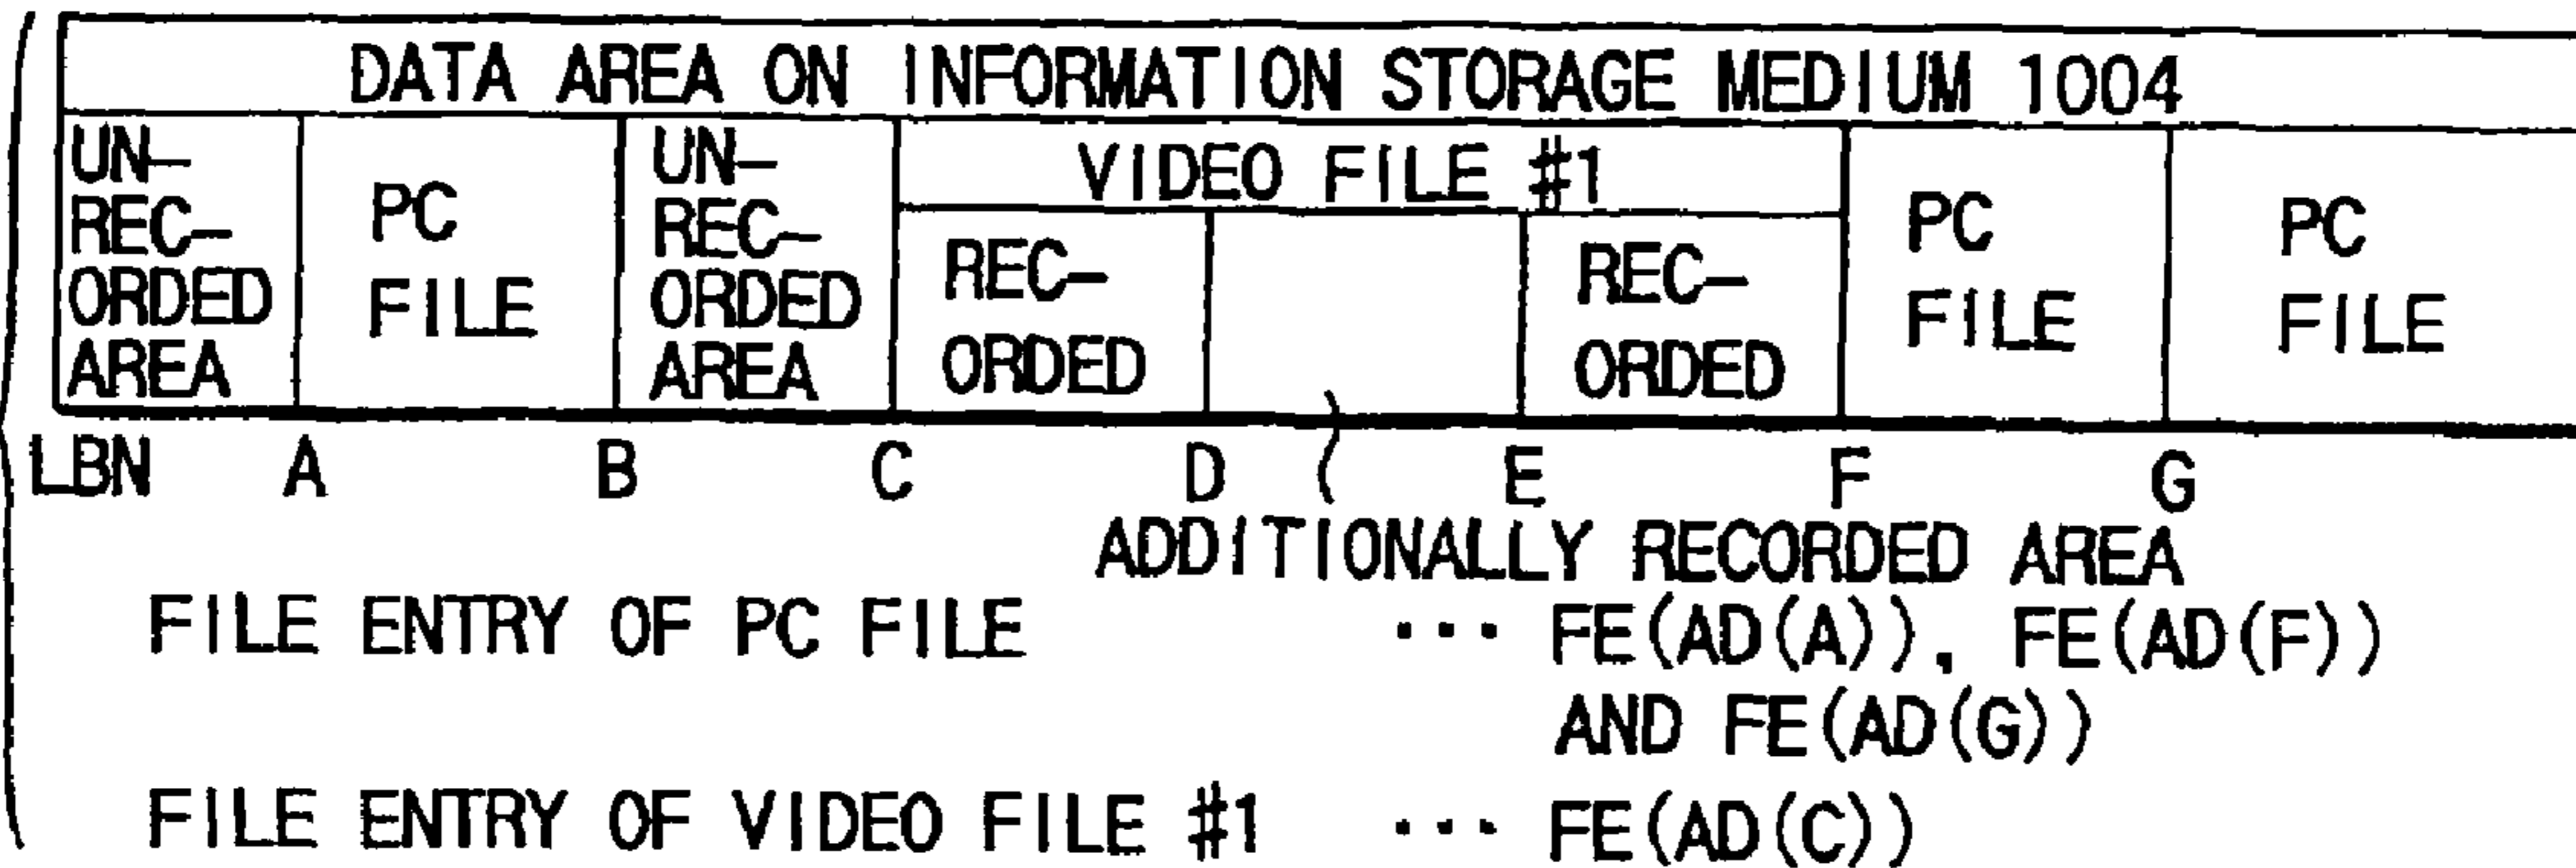 DATA AREA ON INFORMATION STORAGE MEDIUM 1004
UN-
REC-
ORDED
AREA
PC
FILE
UN-
REC-
ORDED
AREA
VIDEO FILE #1
REC-
ORDED
REC-
ORDED
PC
FILE
PC
FILE
LBN A B C D E F G
ADDITIONALLY RECORDED AREA
FILE ENTRY OF PC FILE ... FE(AD(A)), FE(AD(F))
AND FE(AD(G))
FILE ENTRY OF VIDEO FILE #1 ... FE(AD(C))